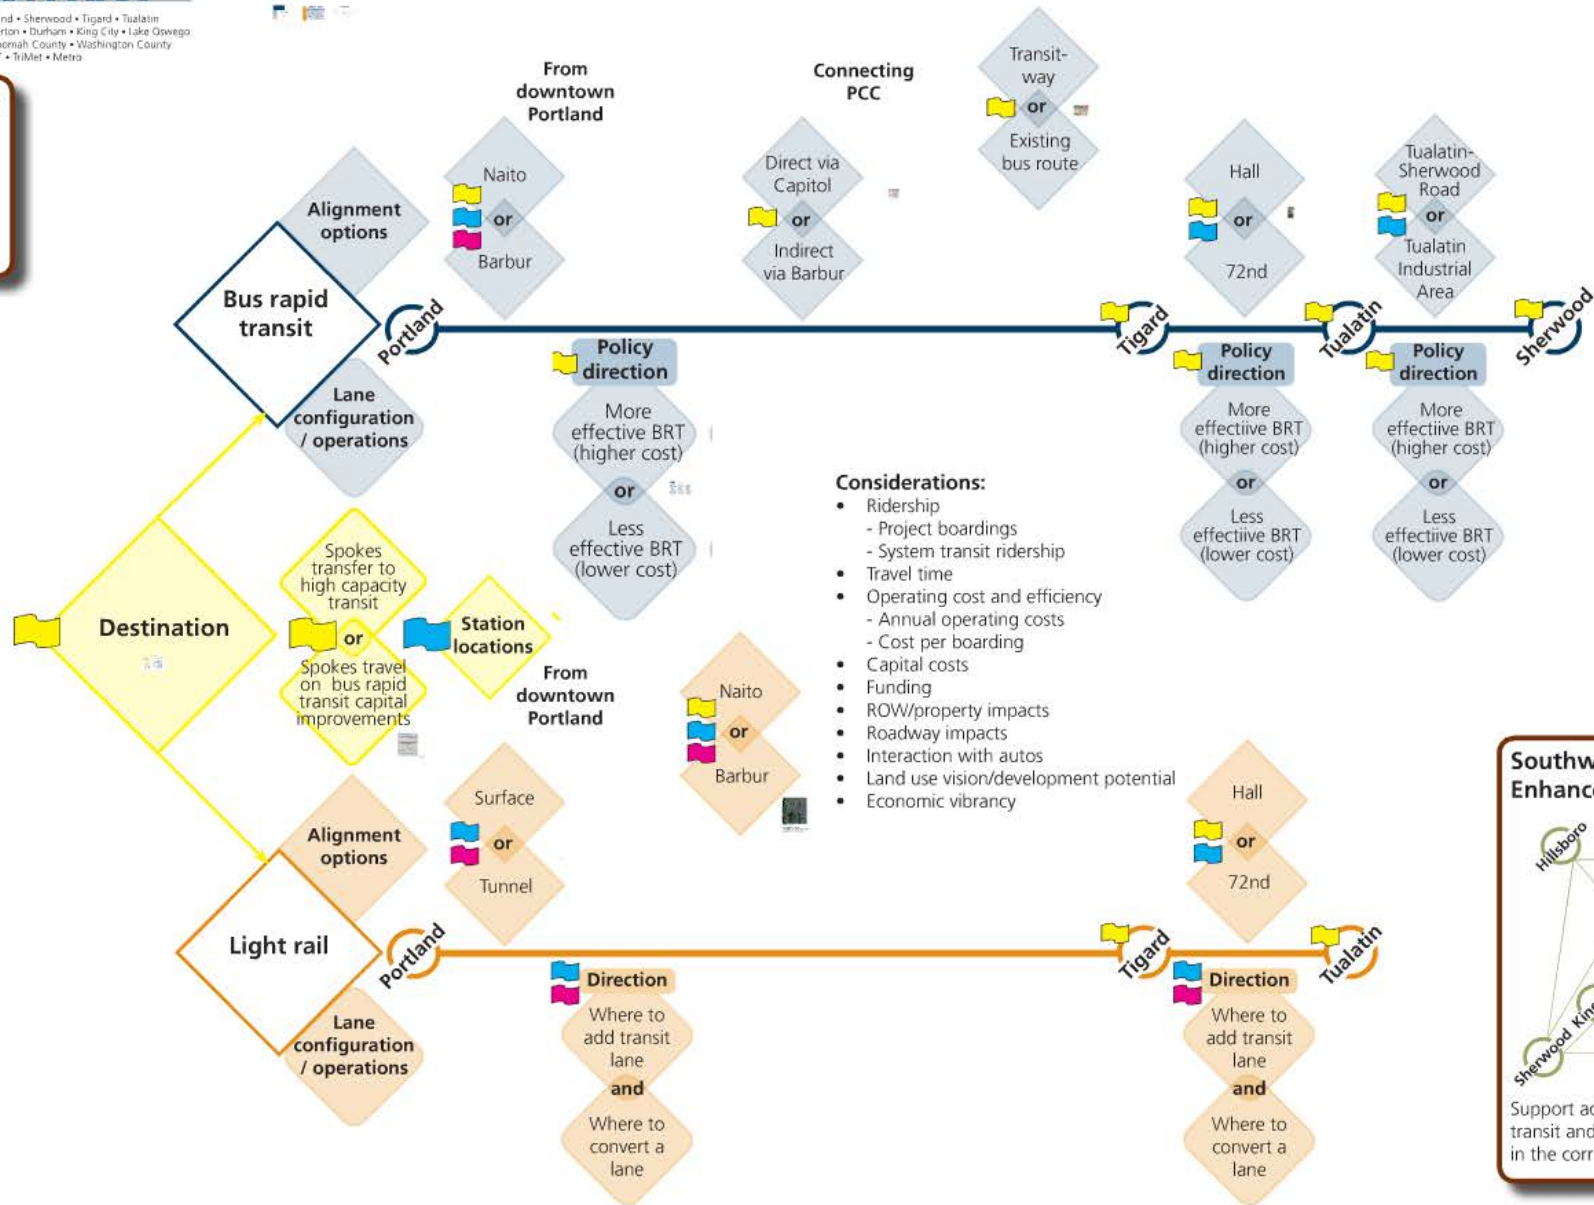 Sherwood • Tigard • Tualatin
Durham • King City • Lake Oswego
County • Washington County
• TriMet • Metro
From
downtown
Portland
Connecting
PCC
Transit-
way
or
Existing
bus route
Alignment
options
Naito
or
Barbur
Direct via
Capitol
or
Indirect
via Barbur
Hall
or
72nd
Tualatin-
Sherwood
Road
or
Tualatin
Industrial
Area
Bus rapid
transit
Portland
Tigard
Tualatin
Sherwood
Lane
configuration
/ operations
Policy
direction
More
effective BRT
(higher cost)
or
Less
effective BRT
(lower cost)
Policy
direction
More
effectiive BRT
(higher cost)
or
Less
effectiive BRT
(lower cost)
Policy
direction
More
effectiive BRT
(higher cost)
or
Less
effectiive BRT
(lower cost)
Destination
Spokes
transfer to
high capacity
transit
or
Spokes travel
on bus rapid
transit capital
improvements
Station
locations
Considerations:
• Ridership
- Project boardings
- System transit ridership
• Travel time
• Operating cost and efficiency
- Annual operating costs
- Cost per boarding
• Capital costs
• Funding
• ROW/property impacts
• Roadway impacts
• Interaction with autos
• Land use vision/development potential
• Economic vibrancy
From
downtown
Portland
Naito
or
Barbur
Alignment
options
Surface
or
Tunnel
Hall
or
72nd
Light rail
Portland
Tigard
Tualatin
Lane
configuration
/ operations
Direction
Where to
add transit
lane
and
Where to
convert a
lane
Direction
Where to
add transit
lane
and
Where to
convert a
lane
Southw
Enhanc
Hillsboro
Sherwood
King
Support ac
transit and
in the corr